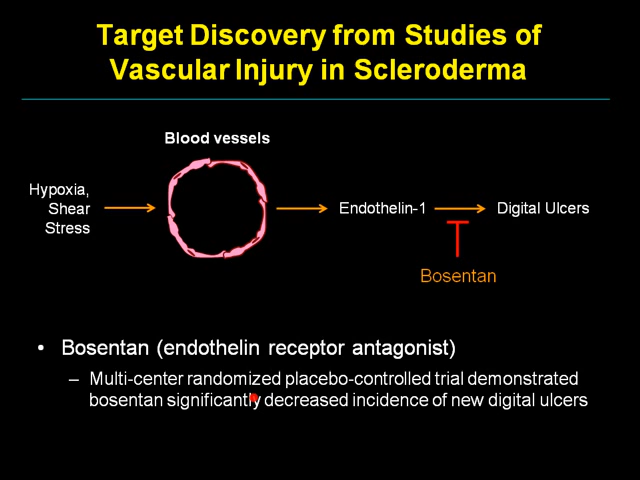 Target Discovery from Studies of
Vascular Injury in Scleroderma
Blood vessels
Hypoxia,
Shear
Stress
Endothelin-1
Digital Ulcers
Bosentan
• Bosentan (endothelin receptor antagonist)
– Multi-center randomized placebo-controlled trial demonstrated
bosentan significantly decreased incidence of new digital ulcers